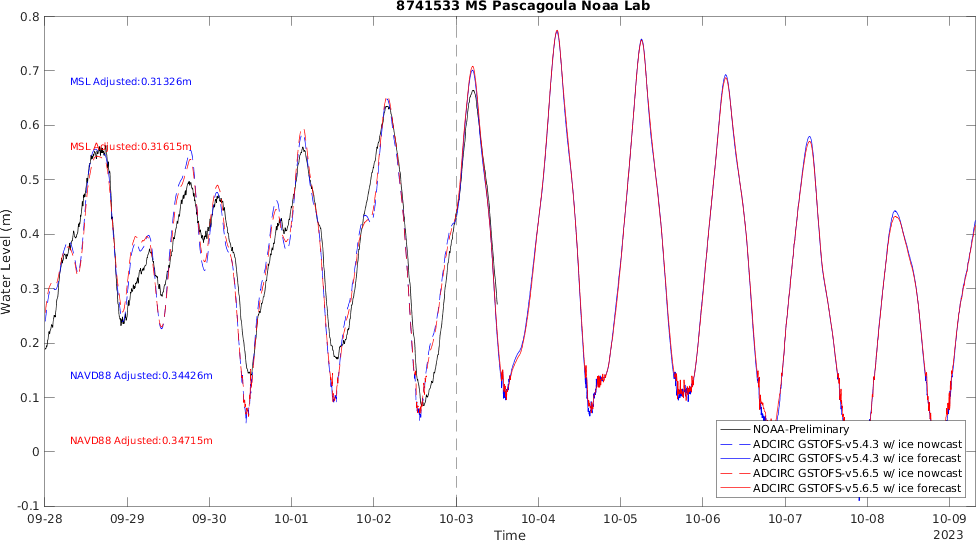 8741533 MS Pascagoula Noaa Lab
0.8
0.7
0.6
0.5
0.4
0.3
0.2
0.1
0
-0.1
Water Level (m)
MSL Adjusted:0.31326m
MSL Adjusted:0.31615m
NAVD88 Adjusted:0.34426m
NAVD88 Adjusted:0.34715m
NOAA-Preliminary
ADCIRC GSTOFS-v5.4.3 w/ ice nowcast
ADCIRC GSTOFS-v5.4.3 w/ ice forecast
ADCIRC GSTOFS-v5.6.5 w/ ice nowcast
ADCIRC GSTOFS-v5.6.5 w/ ice forecast
09-28 09-29 09-30 10-01 10-02 10-03 10-04 10-05 10-06 10-07 10-08 10-09
Time
2023